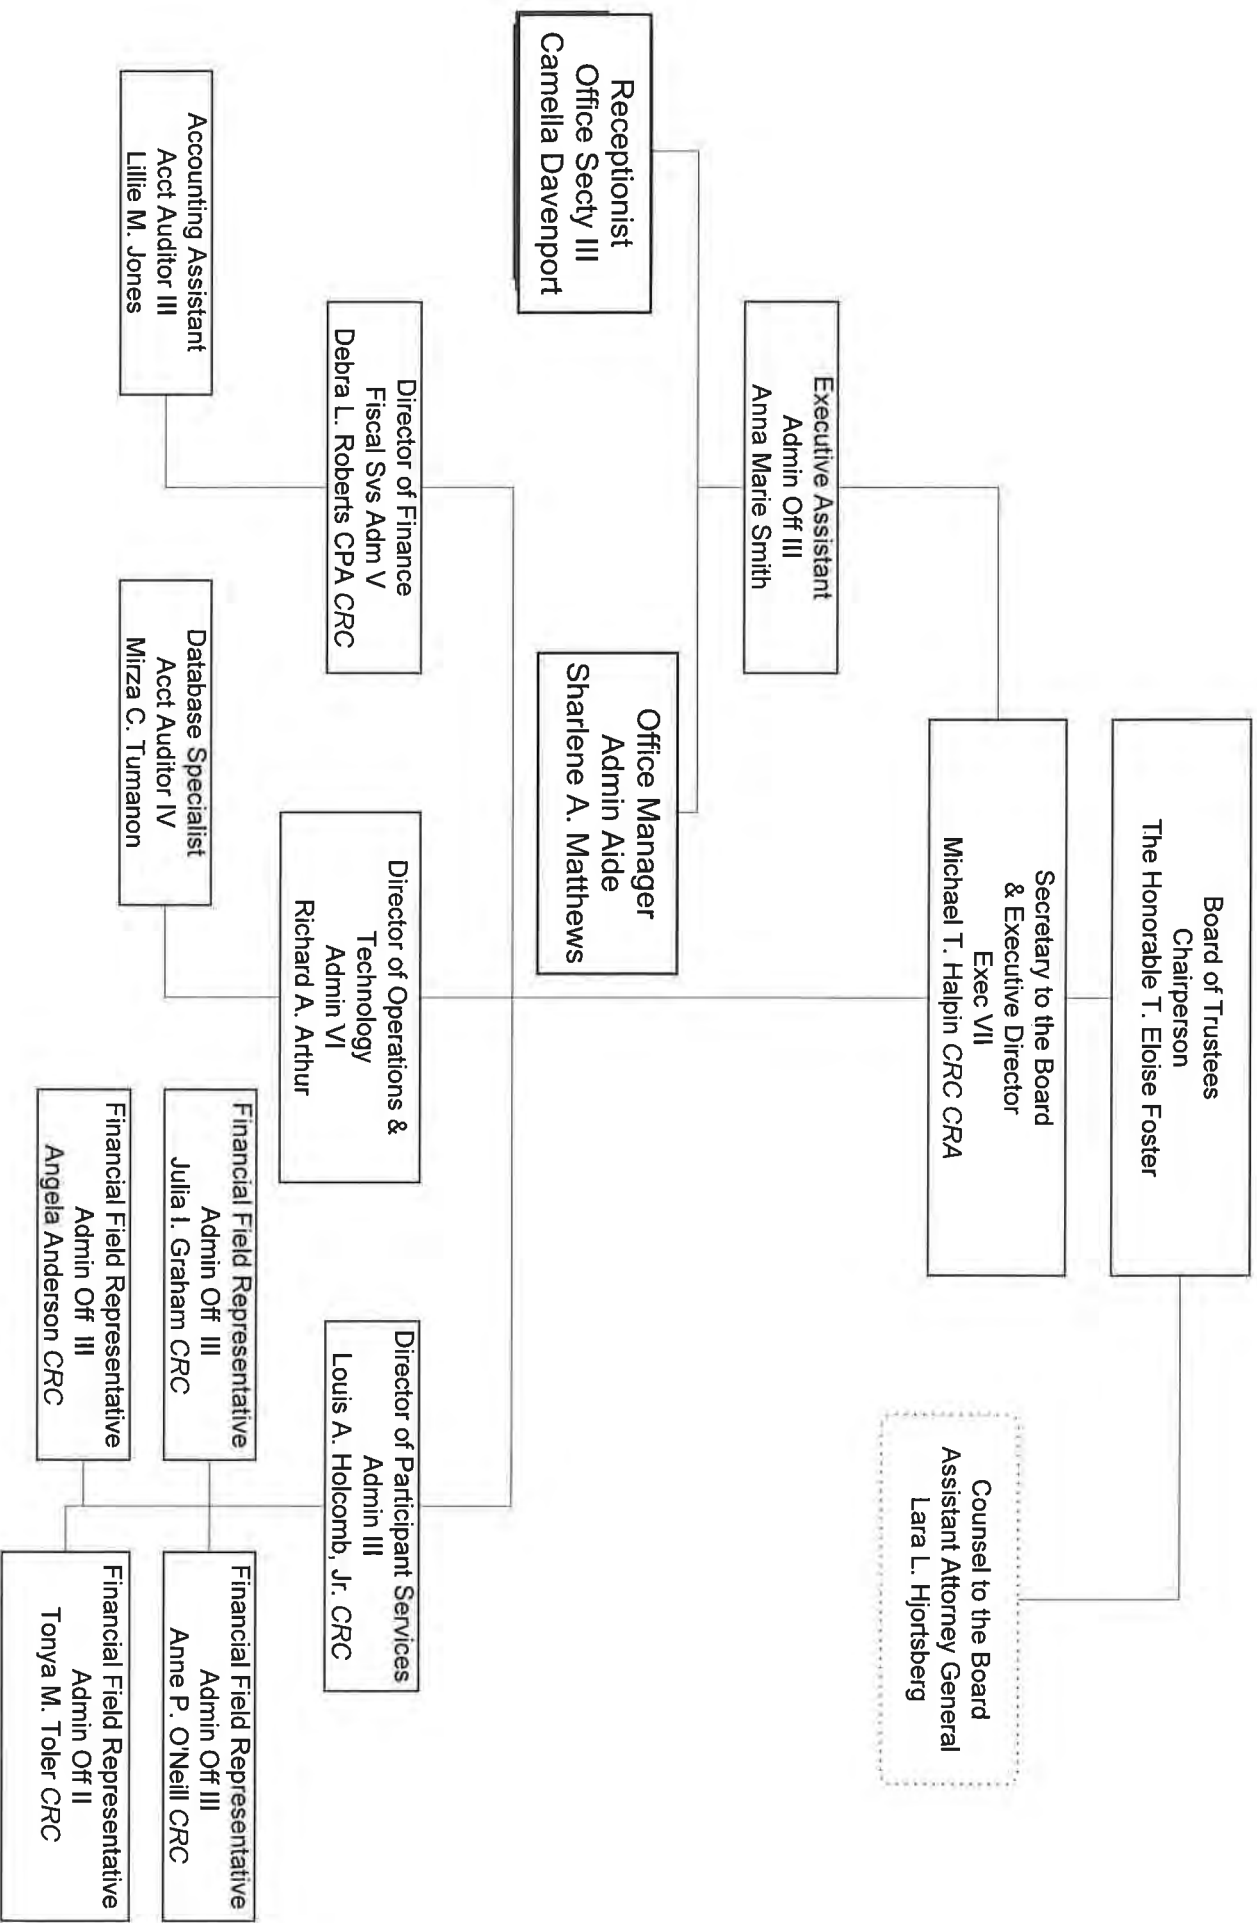 Board of Trustees
Chairperson
The Honorable T. Eloise Foster
Counsel to the Board
Assistant Attorney General
Lara L. Hjortsberg
Secretary to the Board
& Executive Director
Exec VII
Michael T. Halpin CRC CRA
Executive Assistant
Admin Off III
Anna Marie Smith
Receptionist
Office Secty III
Camella Davenport
Office Manager
Admin Aide
Sharlene A. Matthews
Director of Finance
Fiscal Svs Adm V
Debra L. Roberts CPA CRC
Director of Operations &
Technology
Admin VI
Richard A. Arthur
Director of Participant Services
Admin III
Louis A. Holcomb, Jr. CRC
Accounting Assistant
Acct Auditor III
Lillie M. Jones
Database Specialist
Acct Auditor IV
Mirza C. Tumanon
Financial Field Representative
Admin Off III
Julia I. Graham CRC
Financial Field Representative
Admin Off III
Anne P. O'Neill CRC
Financial Field Representative
Admin Off III
Angela Anderson CRC
Financial Field Representative
Admin Off II
Tonya M. Toler CRC